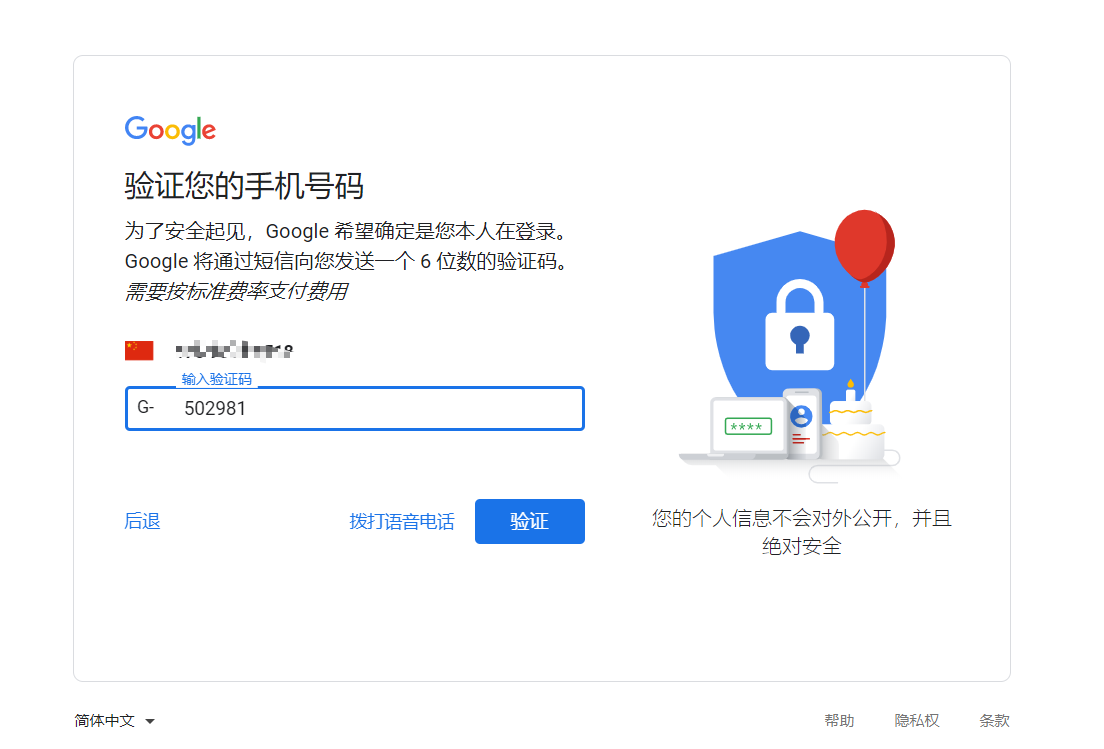 Google
验证您的手机号码
为了安全起见，Google 希望确定是您本人在登录。
Google 将通过短信向您发送一个 6 位数的验证码。
需要按标准费率支付费用
输入验证码
G- 502981
后退
拨打语音电话
验证
****
您的个人信息不会对外公开，并且
绝对安全
简体中文
帮助
隐私权
条款